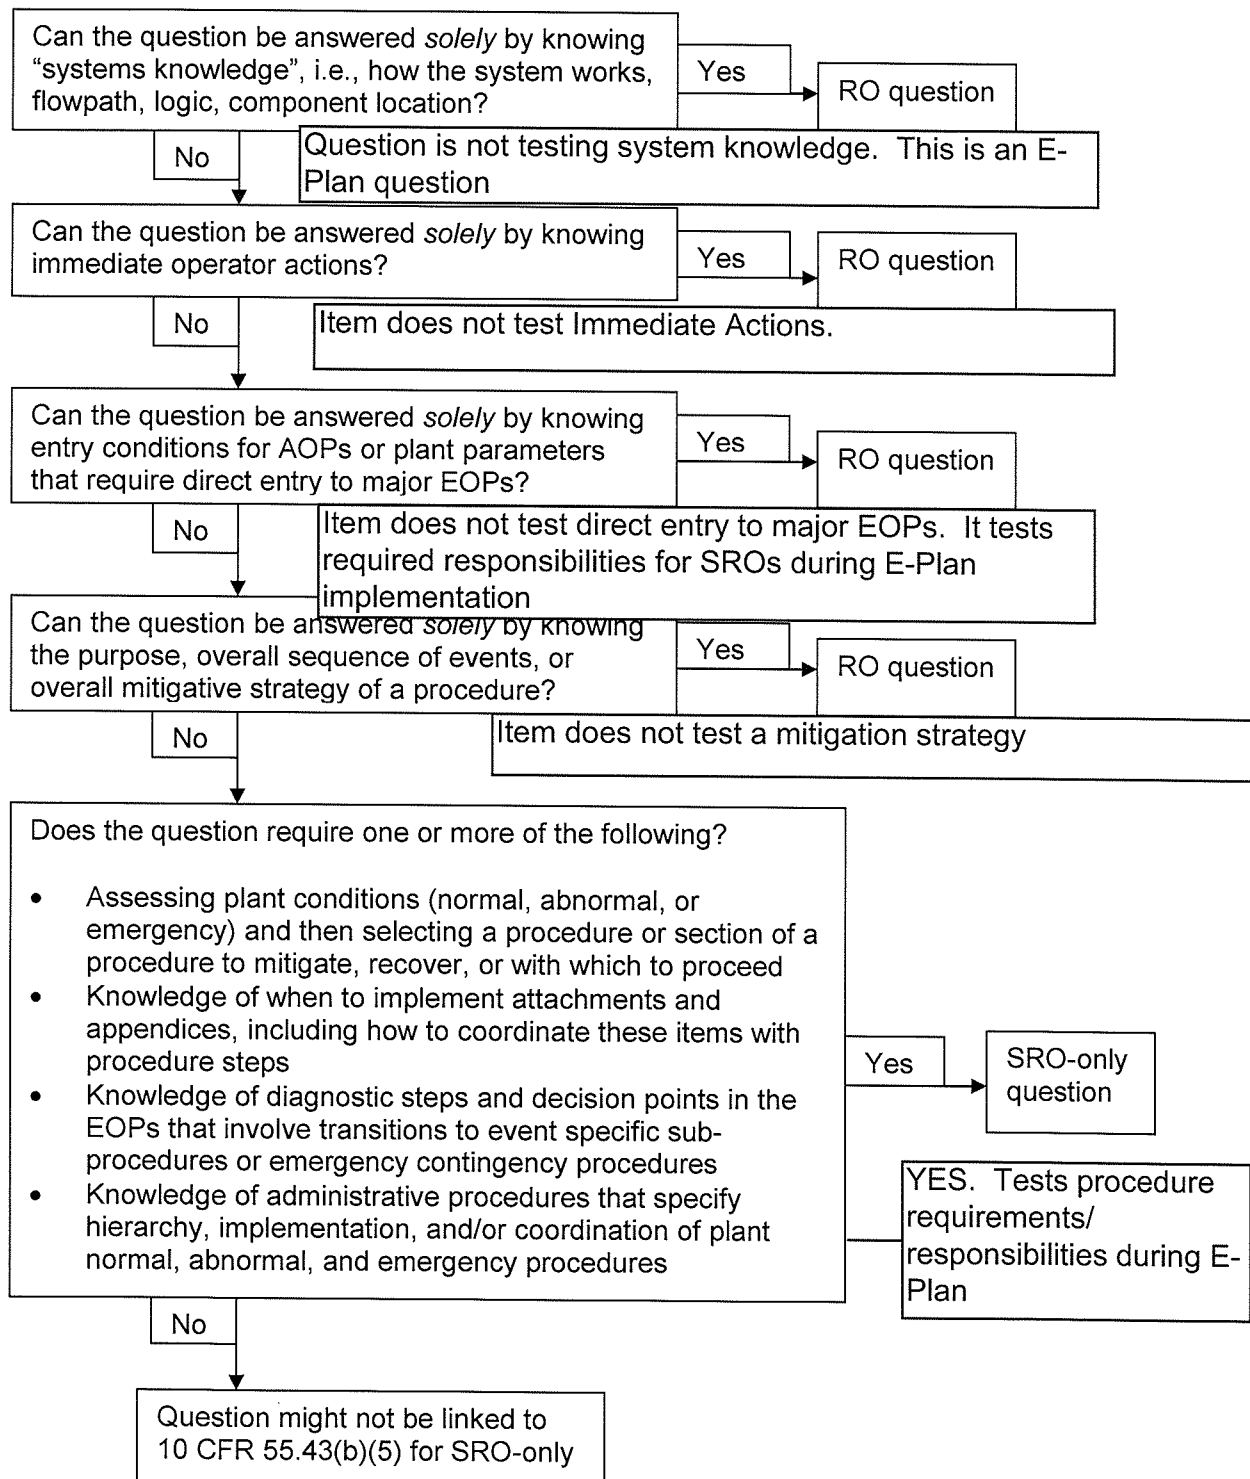 Can the question be answered solely by knowing
"systems knowledge", i.e., how the system works,
flowpath, logic, component location?
Yes
RO question
No
Question is not testing system knowledge. This is an E-
Plan question
Can the question be answered solely by knowing
immediate operator actions?
Yes
RO question
No
Item does not test Immediate Actions.
Can the question be answered solely by knowing
entry conditions for AOPs or plant parameters
that require direct entry to major EOPs?
Yes
RO question
No
Item does not test direct entry to major EOPs. It tests
required responsibilities for SROs during E-Plan
implementation
Can the question be answered solely by knowing
the purpose, overall sequence of events, or
overall mitigative strategy of a procedure?
Yes
RO question
No
Item does not test a mitigation strategy
Does the question require one or more of the following?
• Assessing plant conditions (normal, abnormal, or
emergency) and then selecting a procedure or section of a
procedure to mitigate, recover, or with which to proceed
• Knowledge of when to implement attachments and
appendices, including how to coordinate these items with
procedure steps
• Knowledge of diagnostic steps and decision points in the
EOPs that involve transitions to event specific sub-
procedures or emergency contingency procedures
• Knowledge of administrative procedures that specify
hierarchy, implementation, and/or coordination of plant
normal, abnormal, and emergency procedures
Yes
SRO-only
question
YES. Tests procedure
requirements/
responsibilities during E-
Plan
No
Question might not be linked to
10 CFR 55.43(b)(5) for SRO-only